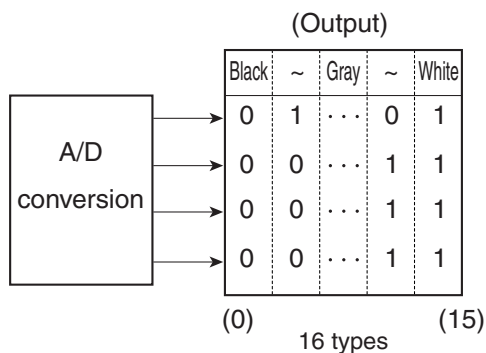 (Output)
Black ~ Gray ~ White
0 1 ··· 0 1
A/D
conversion
0 0 ··· 1 1
0 0 ··· 1 1
0 0 ··· 1 1
(0) (15)
16 types